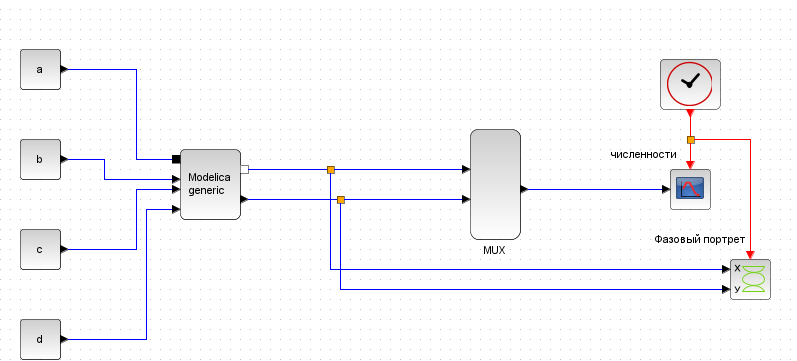 a
b
c
d
Modelica
generic
MUX
численности
Фазовый портрет
X
У